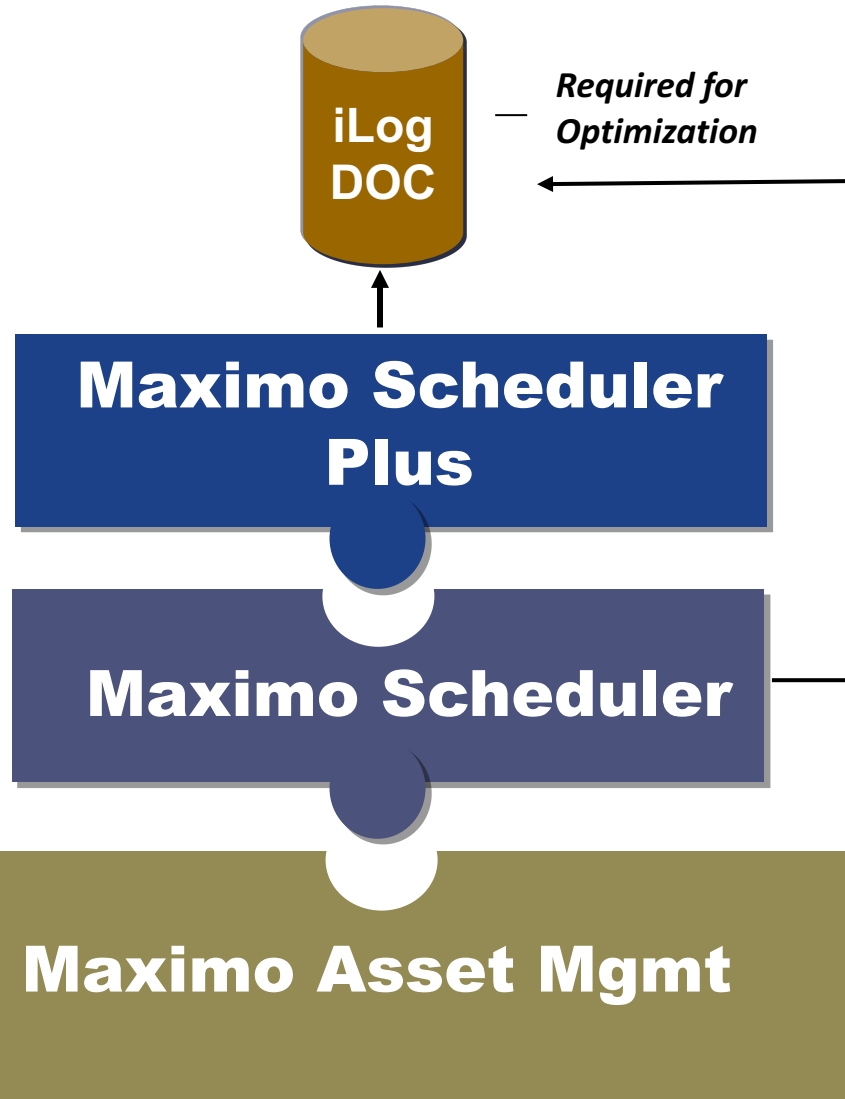 iLog
DOC
Required for
Optimization
Maximo Scheduler
Plus
Maximo Scheduler
Maximo Asset Mgmt